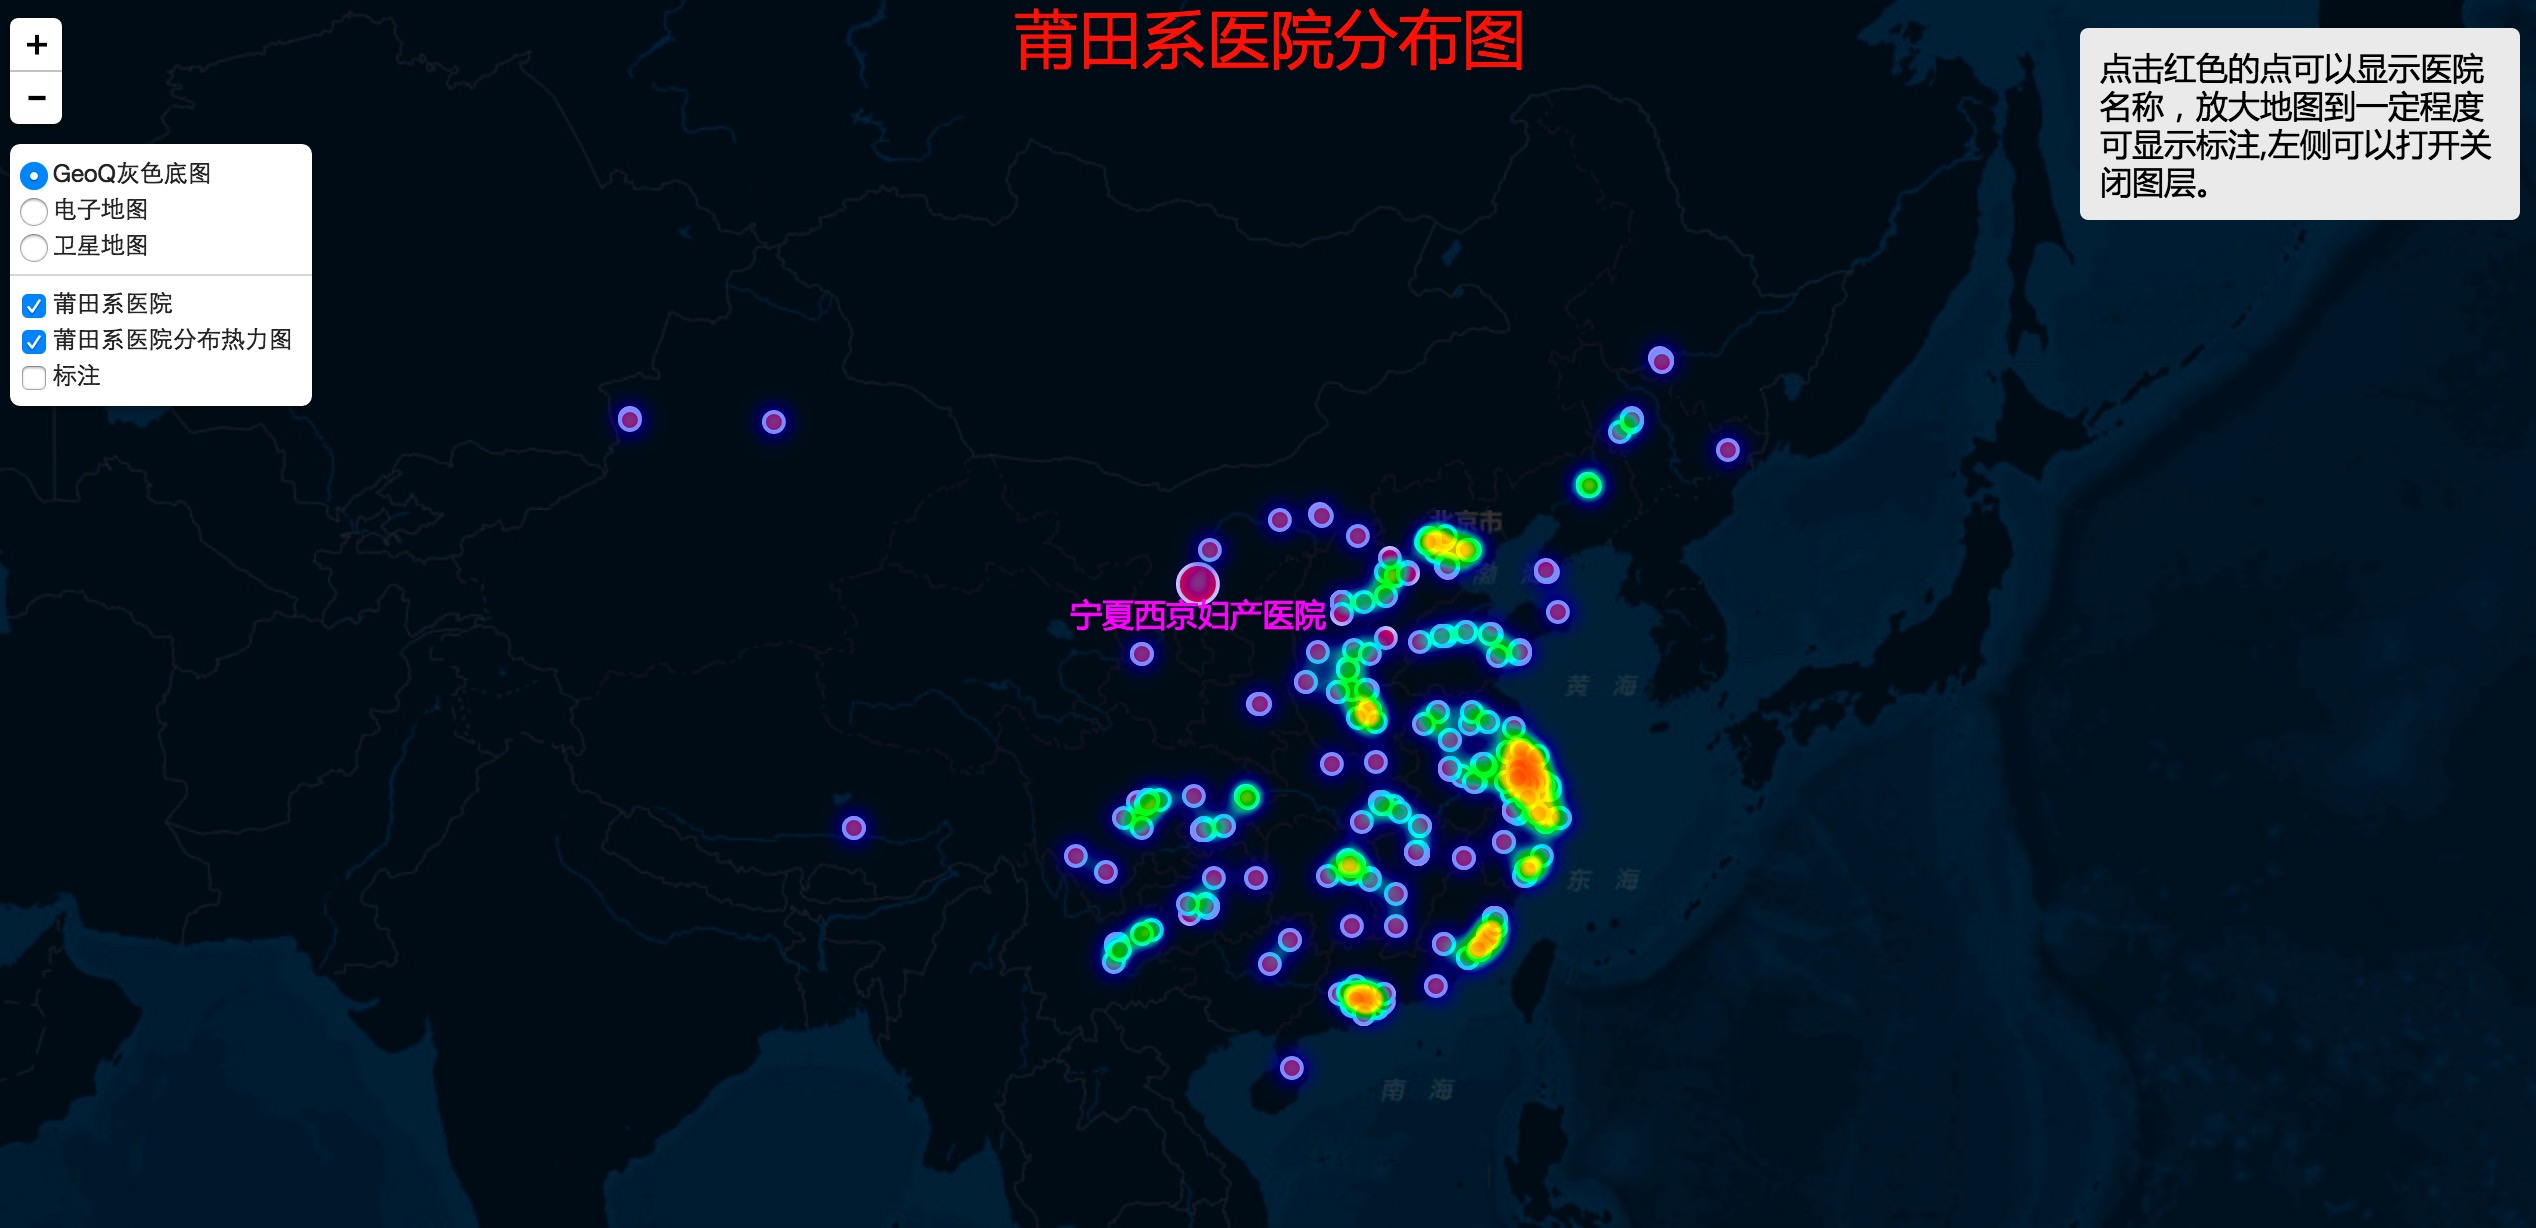 莆田系医院分布图
+
−
点击红色的点可以显示医院
名称，放大地图到一定程度
可显示标注,左侧可以打开关
闭图层。
GeoQ灰色底图
电子地图
卫星地图
莆田系医院
莆田系医院分布热力图
标注
北京市
渤 海
宁夏西京妇产医院
黄 海
东 海
南 海